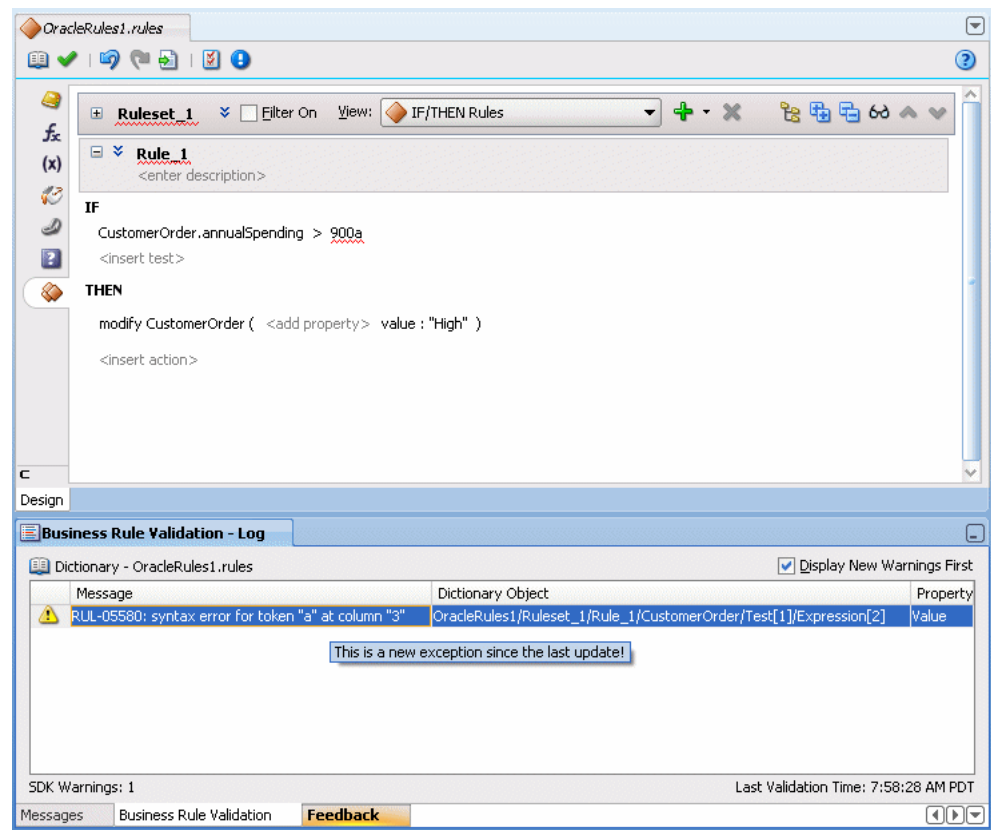 OracleRules1.rules
Ruleset_1 Filter On View: IF/THEN Rules
fx
(x)
Rule_1
<enter description>
IF
CustomerOrder.annualSpending > 900a
<insert test>
THEN
modify CustomerOrder ( <add property> value : "High" )
<insert action>
Design
Business Rule Validation - Log
Dictionary - OracleRules1.rules Display New Warnings First
Message Dictionary Object Property
RUL-05580: syntax error for token "a" at column "3" OracleRules1/Ruleset_1/Rule_1/CustomerOrder/Test[1]/Expression[2] Value
This is a new exception since the last update!
SDK Warnings: 1 Last Validation Time: 7:58:28 AM PDT
Messages Business Rule Validation Feedback